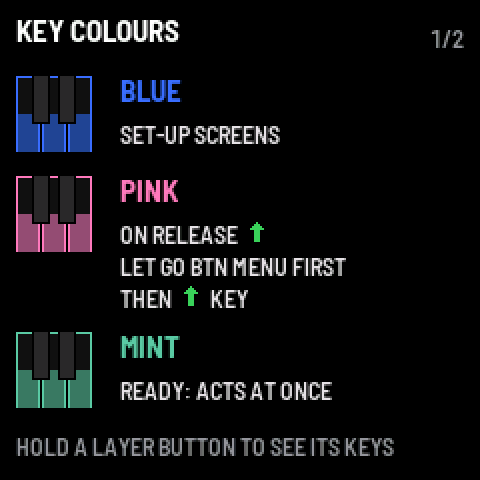 KEY COLOURS
1/2
BLUE
SET-UP SCREENS
PINK
ON RELEASE ⬆
LET GO BTN MENU FIRST
THEN ⬆ KEY
MINT
READY: ACTS AT ONCE
HOLD A LAYER BUTTON TO SEE ITS KEYS